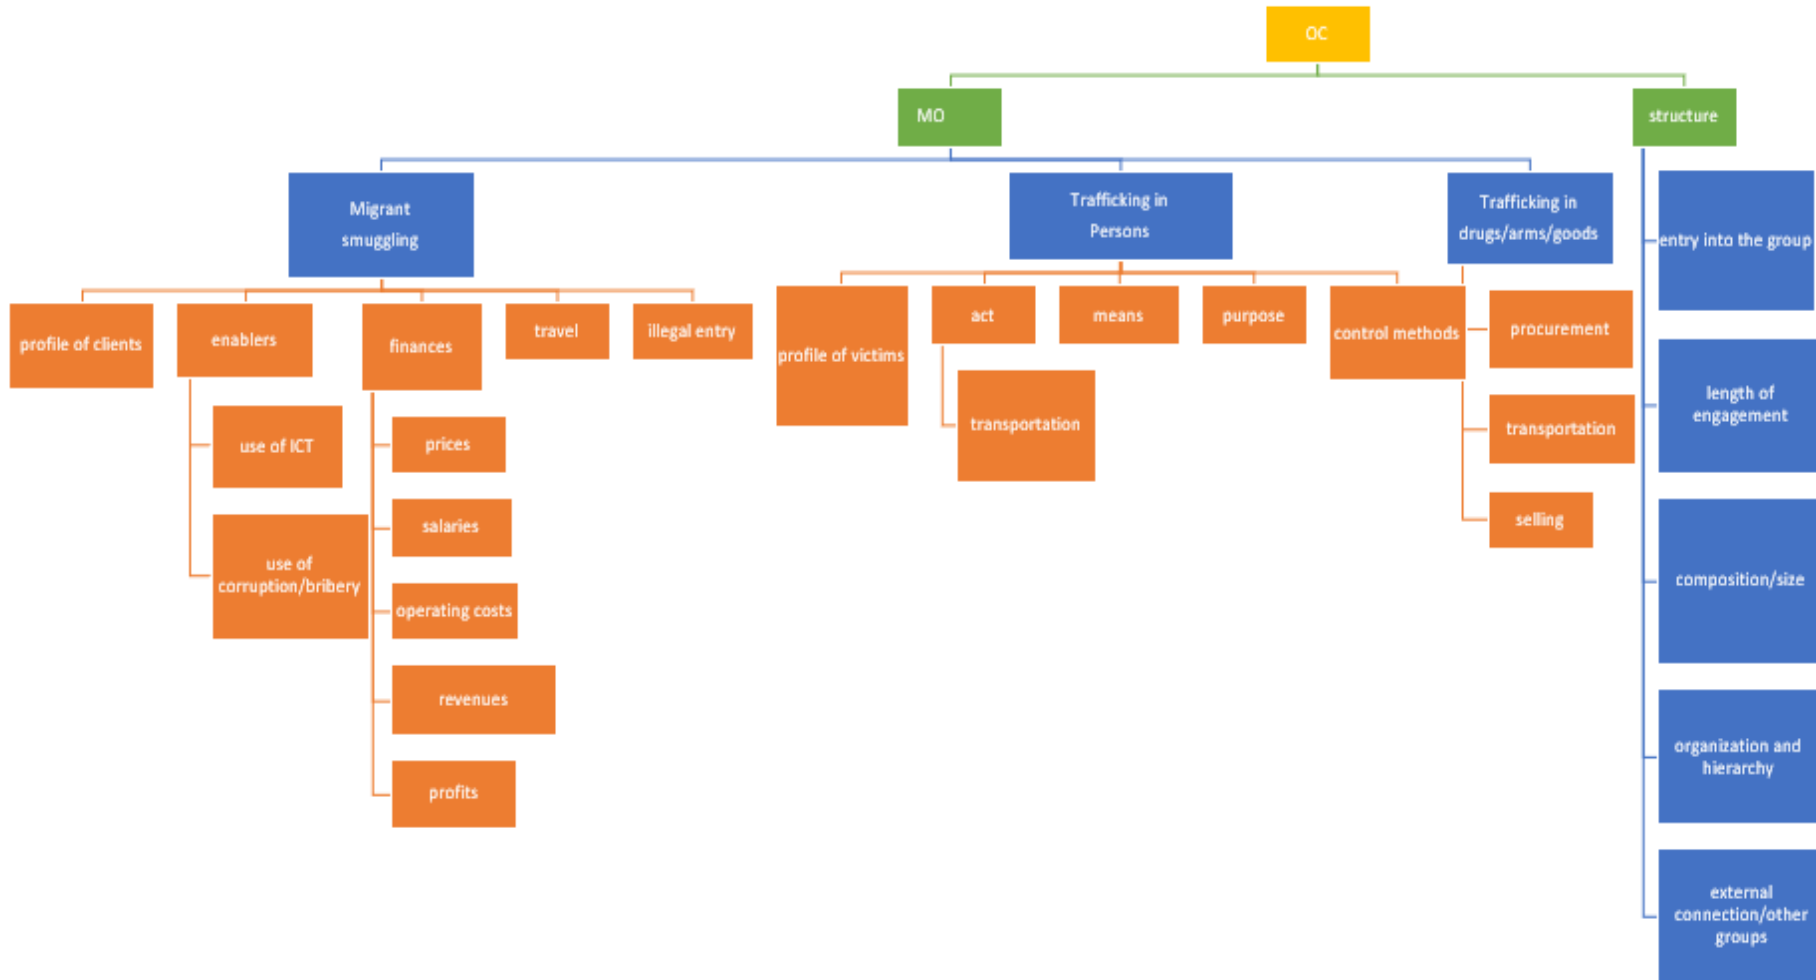 OC
MO
structure
Migrant
smuggling
Trafficking in
Persons
Trafficking in
drugs/arms/goods
entry into the group
profile of clients
enablers
finances
travel
illegal entry
profile of victims
act
means
purpose
control methods
procurement
use of ICT
prices
transportation
transportation
length of
engagement
salaries
selling
use of
corruption/bribery
operating costs
composition/size
revenues
profits
organization and
hierarchy
external
connection/other
groups